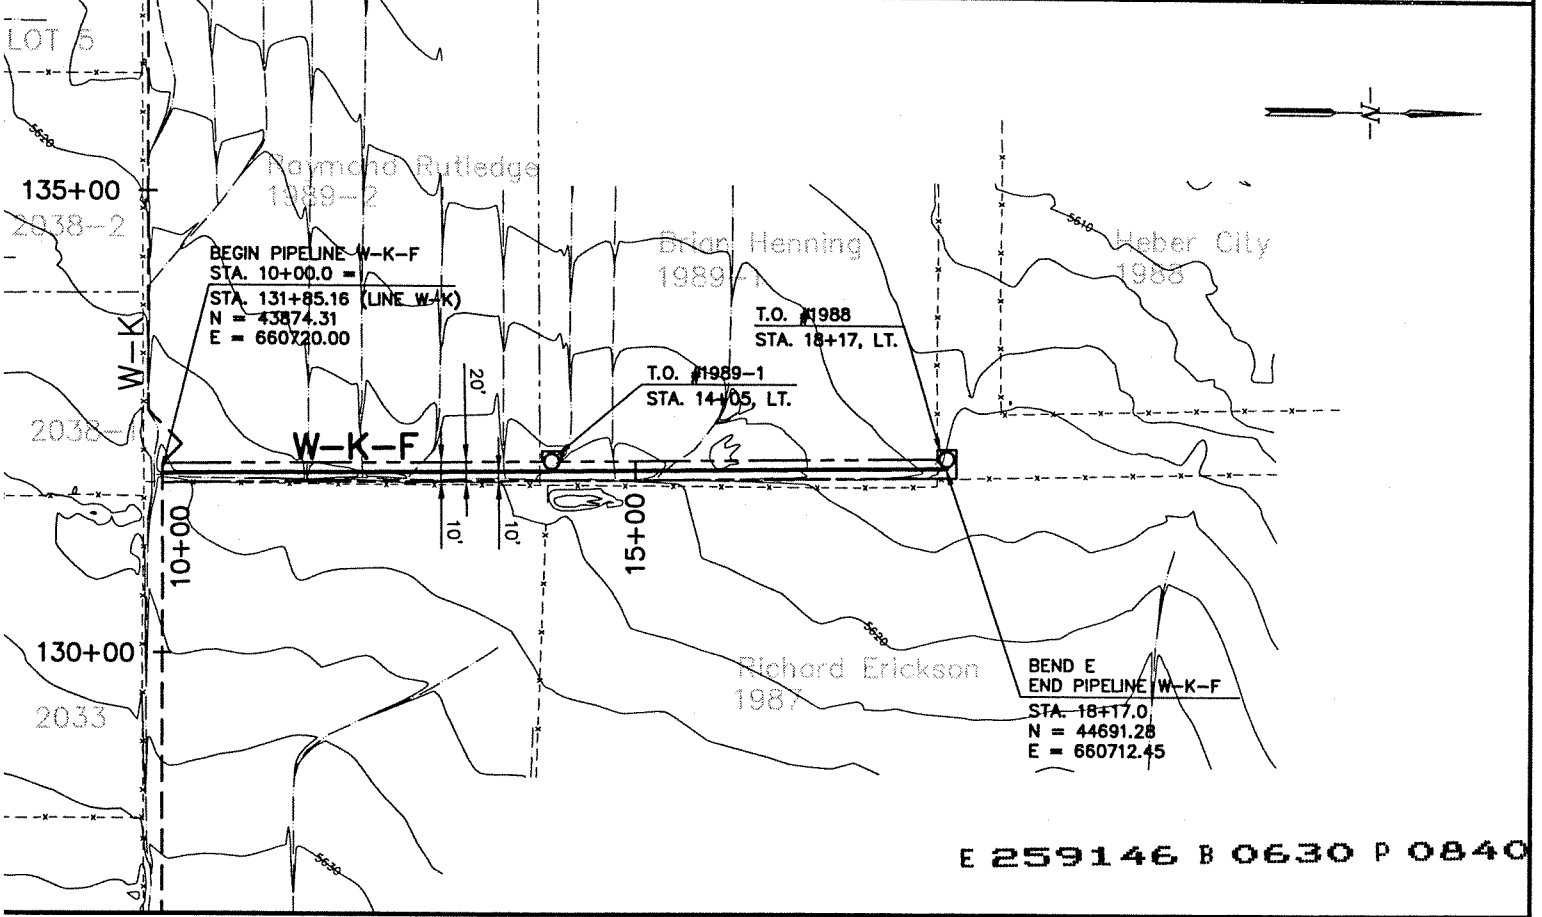 LOT 5
5620
135+00
2038-2
Raymond Rutledge
1989-2
N
BEGIN PIPELINE W-K-F
STA. 10+00.0 =
STA. 131+85.16 (LINE W-K)
N = 43874.31
E = 660720.00
Brian Henning
1989-1
5610
Heber City
1988
T.O. #1988
STA. 18+17, LT.
W-K
T.O. #1989-1
STA. 14+05, LT.
20'
2038-1
W-K-F
10+00
10'
10'
15+00
130+00
5620
2033
Richard Erickson
1987
BEND E
END PIPELINE W-K-F
STA. 18+17.0
N = 44691.28
E = 660712.45
5630
E 259146 B 0630 P 0840